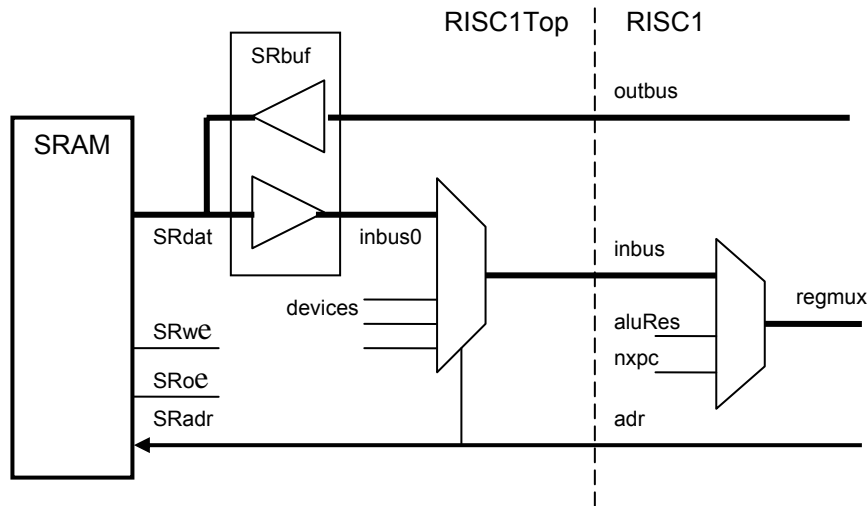 RISC1Top
RISC1
SRbuf
outbus
SRAM
SRdat
inbus0
inbus
regmux
devices
SRwe
aluRes
nxpc
SRoe
SRadr
adr